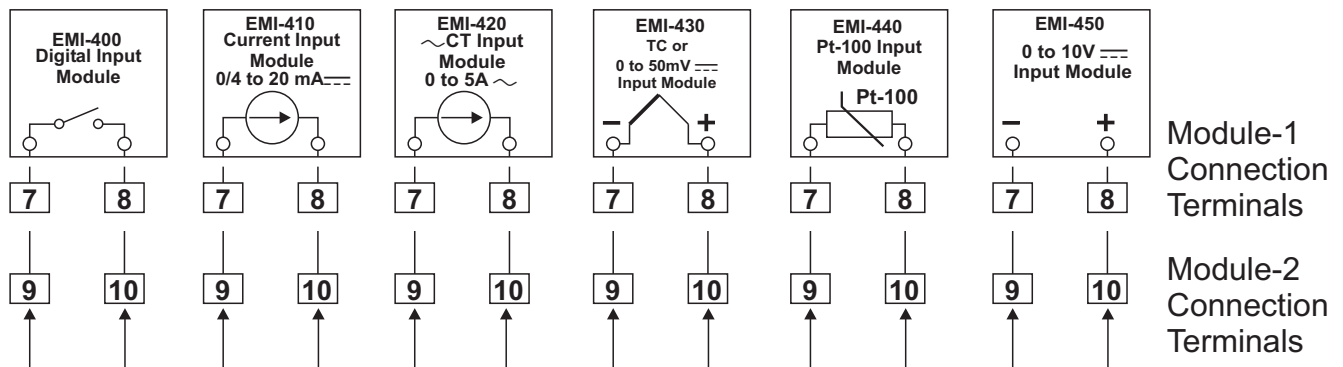 EMI-400
Digital Input
Module
EMI-410
Current Input
Module
0/4 to 20 mA⎓
EMI-420
∼CT Input
Module
0 to 5A ∼
EMI-430
TC or
0 to 50mV ⎓
Input Module
− +
EMI-440
Pt-100 Input
Module
Pt-100
EMI-450
0 to 10V ⎓
Input Module
− +
7 8 7 8 7 8 7 8 7 8 7 8
Module-1
Connection
Terminals
9 10 9 10 9 10 9 10 9 10 9 10
Module-2
Connection
Terminals